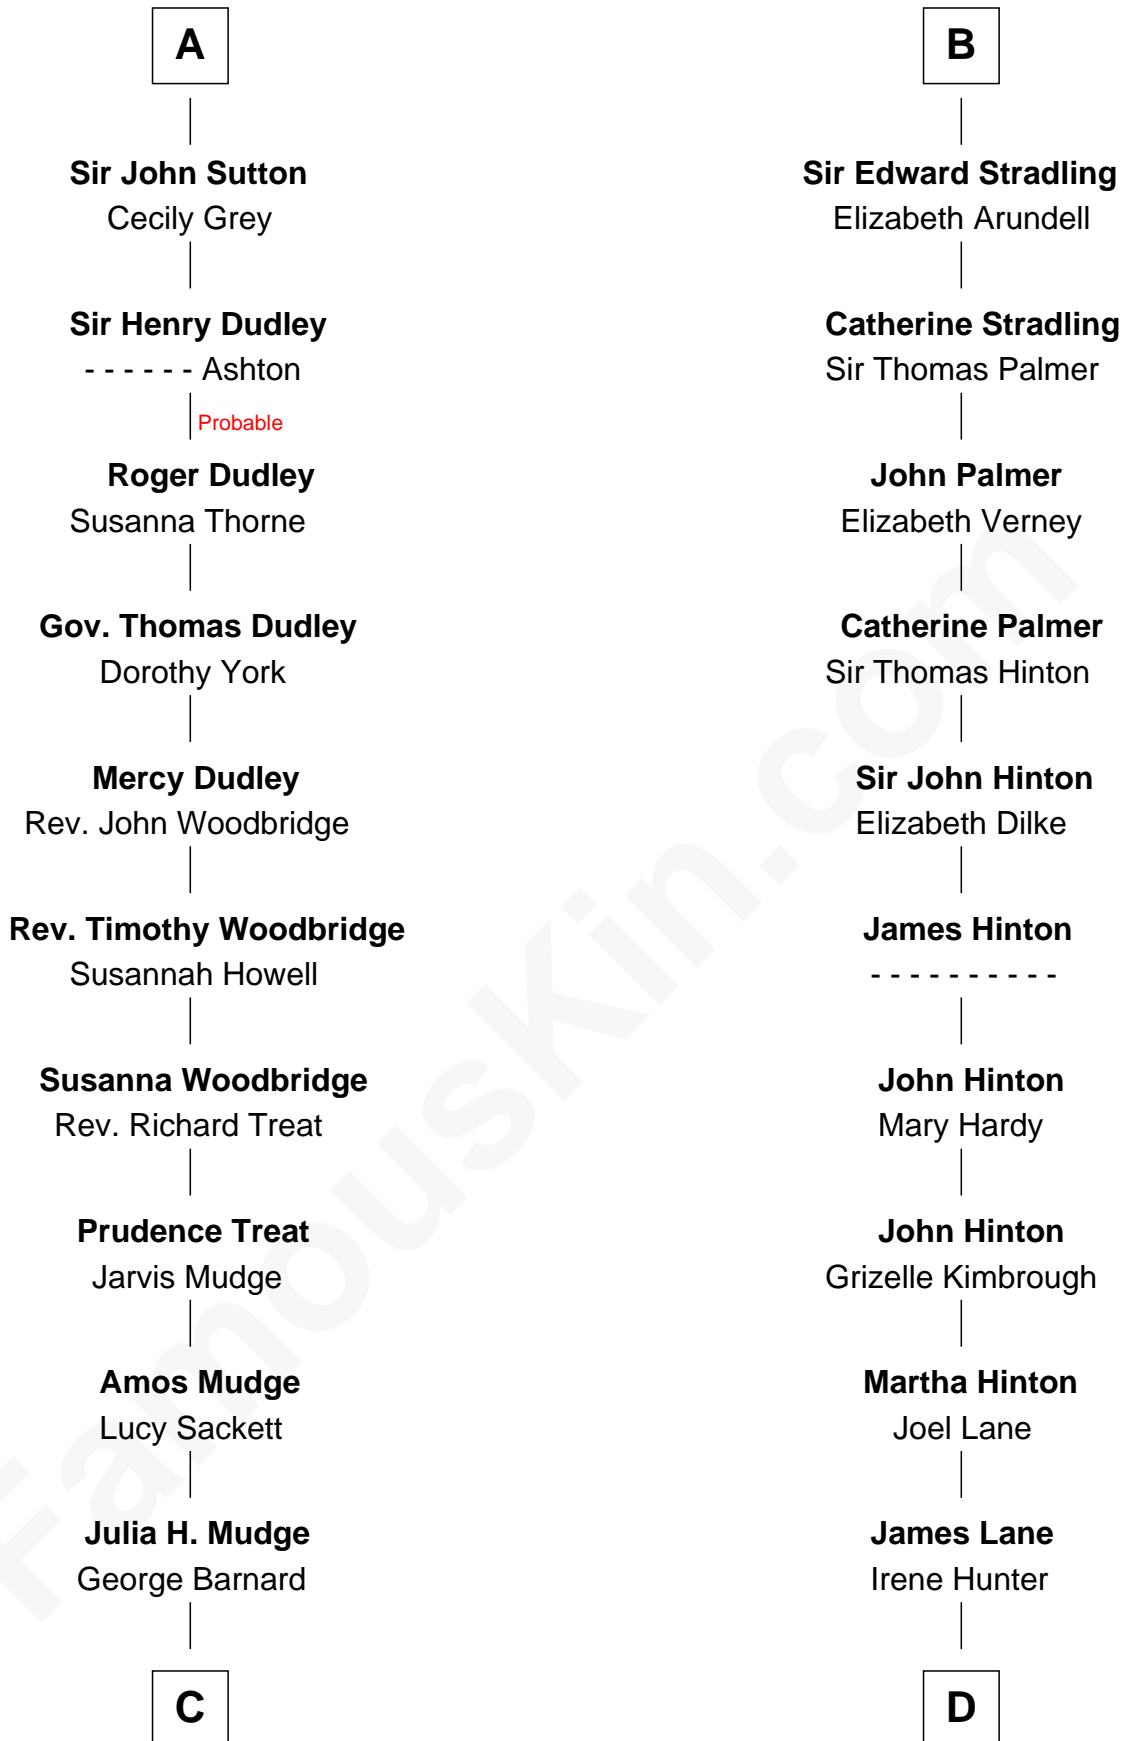 A
Sir John Sutton
Cecily Grey
Sir Henry Dudley
- - - - - - Ashton
Probable
Roger Dudley
Susanna Thorne
Gov. Thomas Dudley
Dorothy York
Mercy Dudley
Rev. John Woodbridge
Rev. Timothy Woodbridge
Susannah Howell
Susanna Woodbridge
Rev. Richard Treat
Prudence Treat
Jarvis Mudge
Amos Mudge
Lucy Sackett
Julia H. Mudge
George Barnard
C
B
Sir Edward Stradling
Elizabeth Arundell
Catherine Stradling
Sir Thomas Palmer
John Palmer
Elizabeth Verney
Catherine Palmer
Sir Thomas Hinton
Sir John Hinton
Elizabeth Dilke
James Hinton
- - - - - - - - - -
John Hinton
Mary Hardy
John Hinton
Grizelle Kimbrough
Martha Hinton
Joel Lane
James Lane
Irene Hunter
D
FamousKin.com